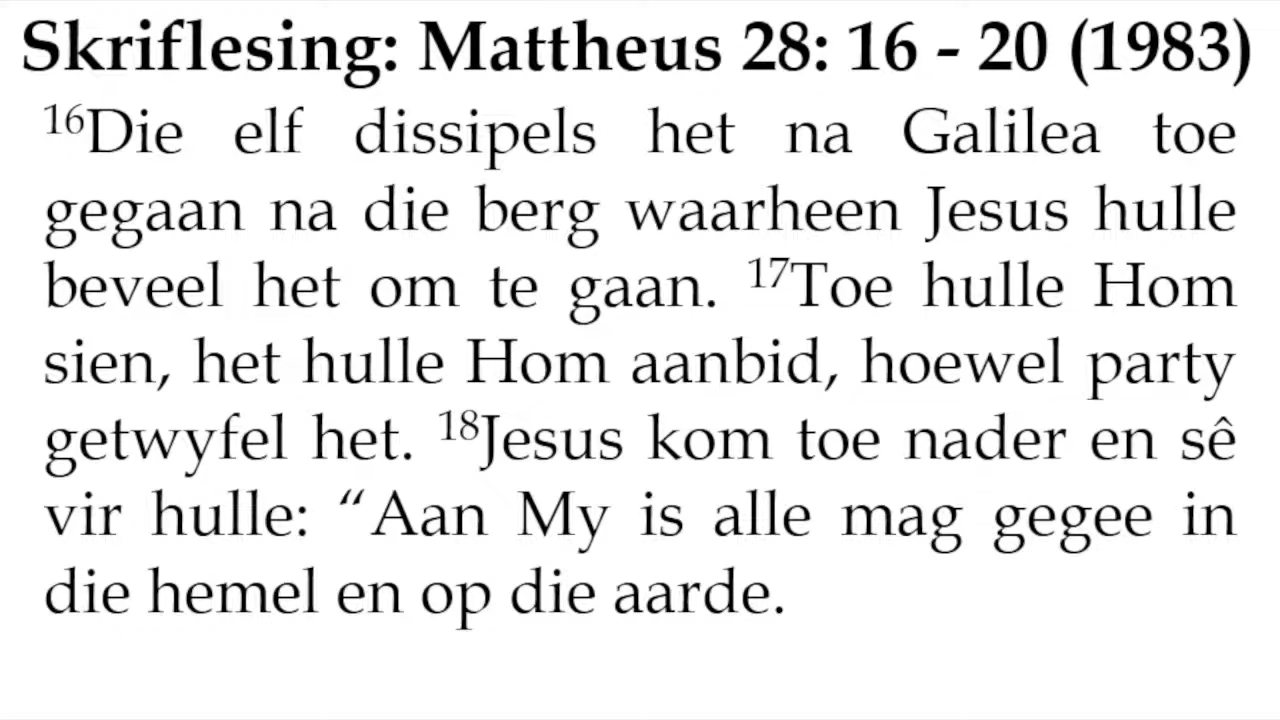 Skriflesing: Mattheus 28: 16 - 20 (1983)
¹⁶Die elf dissipels het na Galilea toe
gegaan na die berg waarheen Jesus hulle
beveel het om te gaan. ¹⁷Toe hulle Hom
sien, het hulle Hom aanbid, hoewel party
getwyfel het. ¹⁸Jesus kom toe nader en sê
vir hulle: “Aan My is alle mag gegee in
die hemel en op die aarde.